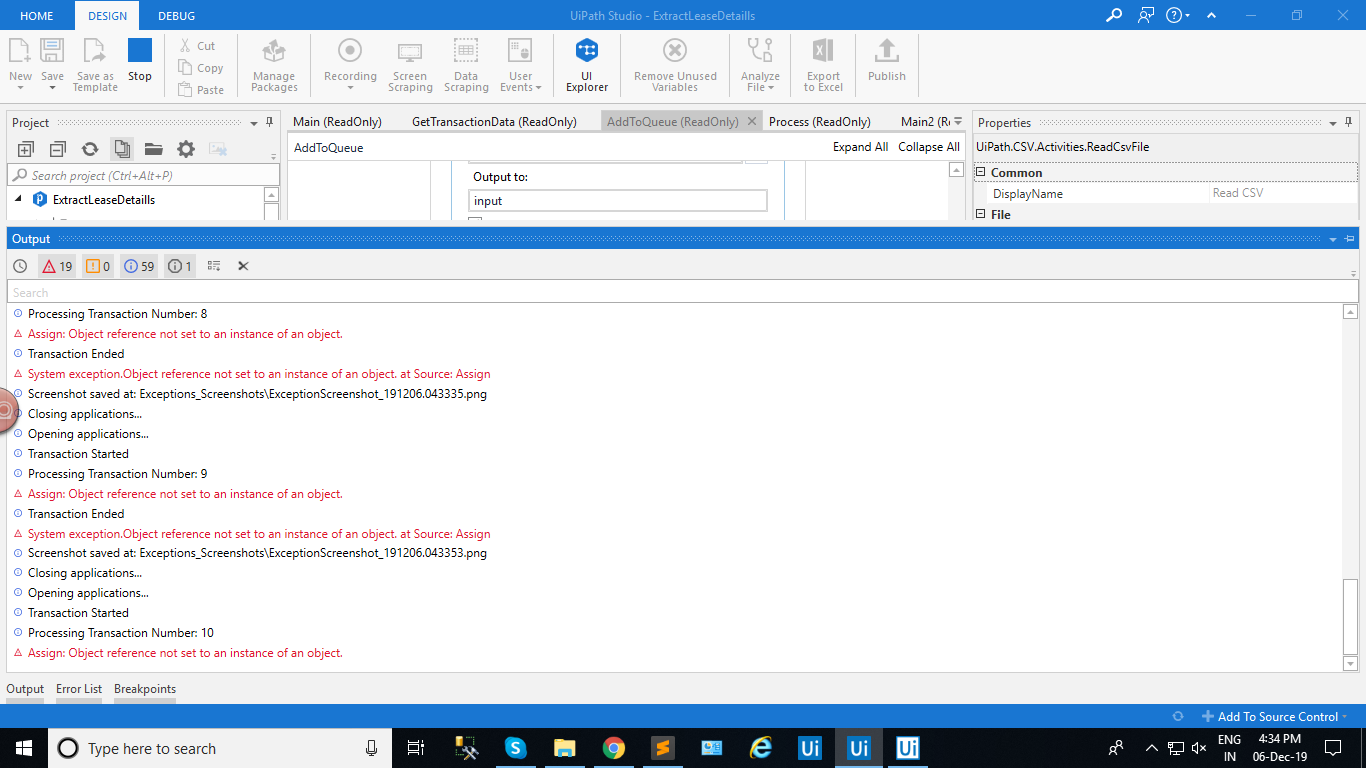 HOME DESIGN DEBUG UiPath Studio - ExtractLeaseDetaills
New Save Save as Template Stop Cut Copy Paste Manage Packages Recording Screen Scraping Data Scraping User Events UI Explorer Remove Unused Variables Analyze File Export to Excel Publish
Project Main (ReadOnly) GetTransactionData (ReadOnly) AddToQueue (ReadOnly) Process (ReadOnly) Main2 (R Properties
AddToQueue Expand All Collapse All UiPath.CSV.Activities.ReadCsvFile
Search project (Ctrl+Alt+P) Output to: Common
ExtractLeaseDetaills input DisplayName Read CSV
File
Output
19 0 59 1
Search
Processing Transaction Number: 8
Assign: Object reference not set to an instance of an object.
Transaction Ended
System exception.Object reference not set to an instance of an object. at Source: Assign
Screenshot saved at: Exceptions_Screenshots\ExceptionScreenshot_191206.043335.png
Closing applications...
Opening applications...
Transaction Started
Processing Transaction Number: 9
Assign: Object reference not set to an instance of an object.
Transaction Ended
System exception.Object reference not set to an instance of an object. at Source: Assign
Screenshot saved at: Exceptions_Screenshots\ExceptionScreenshot_191206.043353.png
Closing applications...
Opening applications...
Transaction Started
Processing Transaction Number: 10
Assign: Object reference not set to an instance of an object.
Output Error List Breakpoints
Add To Source Control
Type here to search Ui Ui Ui ENG IN 4:34 PM 06-Dec-19